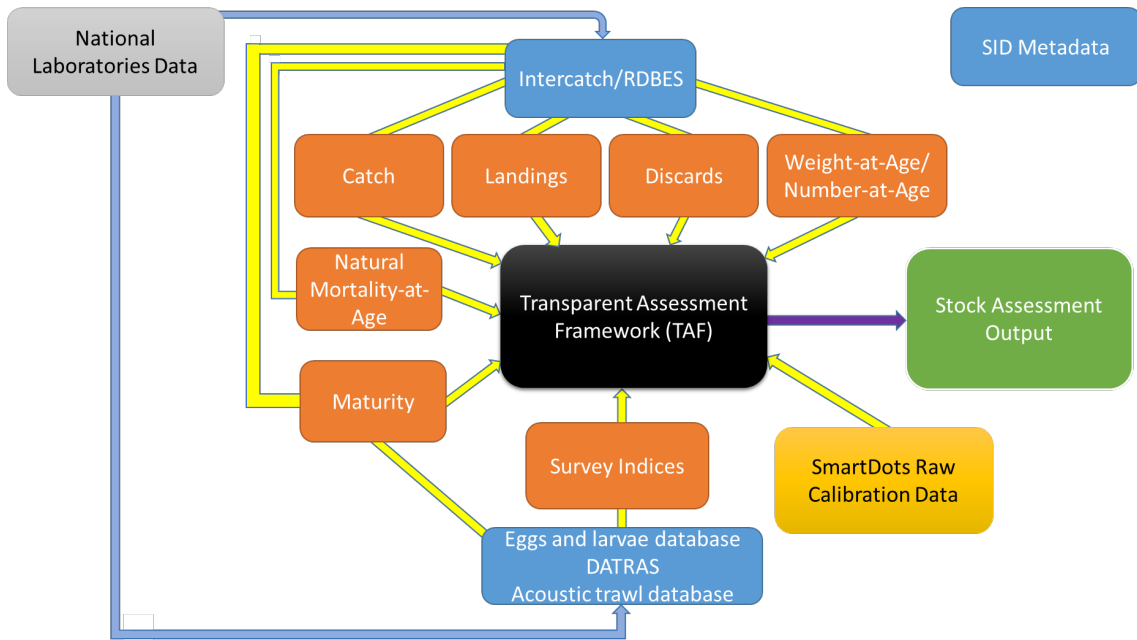 National
Laboratories Data
SID Metadata
Intercatch/RDBES
Catch
Landings
Discards
Weight-at-Age/
Number-at-Age
Natural
Mortality-at-
Age
Transparent Assessment
Framework (TAF)
Stock Assessment
Output
Maturity
Survey Indices
SmartDots Raw
Calibration Data
Eggs and larvae database
DATRAS
Acoustic trawl database